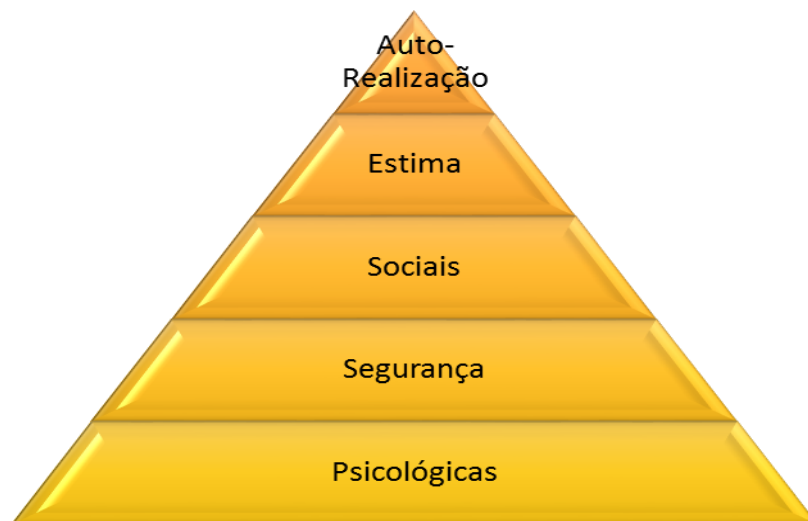 Auto-
Realização
Estima
Sociais
Segurança
Psicológicas